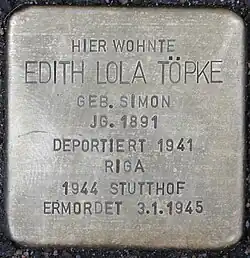 HIER WOHNTE
EDITH LOLA TÖPKE
GEB. SIMON
JG. 1891
DEPORTIERT 1941
RIGA
1944 STUTTHOF
ERMORDET 3.1.1945